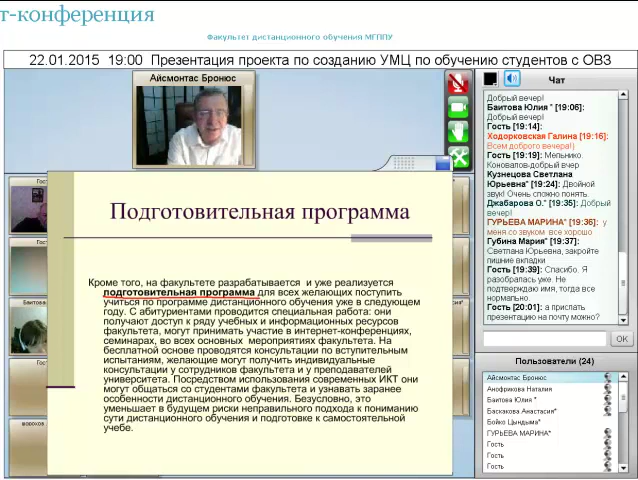 т-конференция
Факультет дистанционного обучения МГППУ
22.01.2015 19:00 Презентация проекта по созданию УМЦ по обучению студентов с ОВЗ
Айсмонтас Бронюс
Подготовительная программа
Кроме того, на факультете разрабатывается и уже реализуется
подготовительная программа для всех желающих поступить
учиться по программе дистанционного обучения уже в следующем
году. С абитуриентами проводится специальная работа: они
получают доступ к ряду учебных и информационных ресурсов
факультета, могут принимать участие в интернет-конференциях,
семинарах, во всех основных мероприятиях факультета. На
бесплатной основе проводятся консультации по вступительным
испытаниям, желающие могут получить индивидуальные
консультации у сотрудников факультета и у преподавателей
университета. Посредством использования современных ИКТ они
могут общаться со студентами факультета и узнавать заранее
особенности дистанционного обучения. Безусловно, это
уменьшает в будущем риски неправильного подхода к пониманию
сути дистанционного обучения и подготовке к самостоятельной
учебе.
Гос
Гост
Баитова
Гос
Чат
Добрый вечер!
Баитова Юлия * [19:06]:
Добрый вечер!
Гость [19:14]:
Ходорковская Галина [19:16]:
Всем доброго вечера!)
Гость [19:19]: Мельнико.
Коновалов-добрый вечер
Кузнецова Светлана
Юрьевна* [19:24]: Двойной
звук! Очень сложно понять.
Джабарова О.* [19:35]: Добрый
вечер!
ГУРЬЕВА МАРИНА* [19:36]: у
меня со звуком все хорошо
Губина Мария* [19:37]:
Светлана Юрьевна, закройте
лишние вкладки
Гость [19:39]: Спасибо. Я
разобралась уже. Не
подтверждаю имя, тогда все
нормально.
Гость [20:01]: а прислать
презентацию на почту можно?
OK
Пользователи (24)
Айсмонтас Бронюс
Анофрикова Наталия
Баитова Юлия *
Баскакова Анастасия*
Бойко Цындыма*
ГУРЬЕВА МАРИНА*
Гость
Гость
Гость